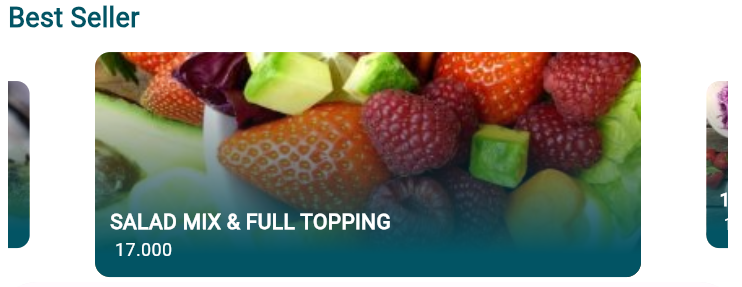 Best Seller
SALAD MIX & FULL TOPPING
17.000